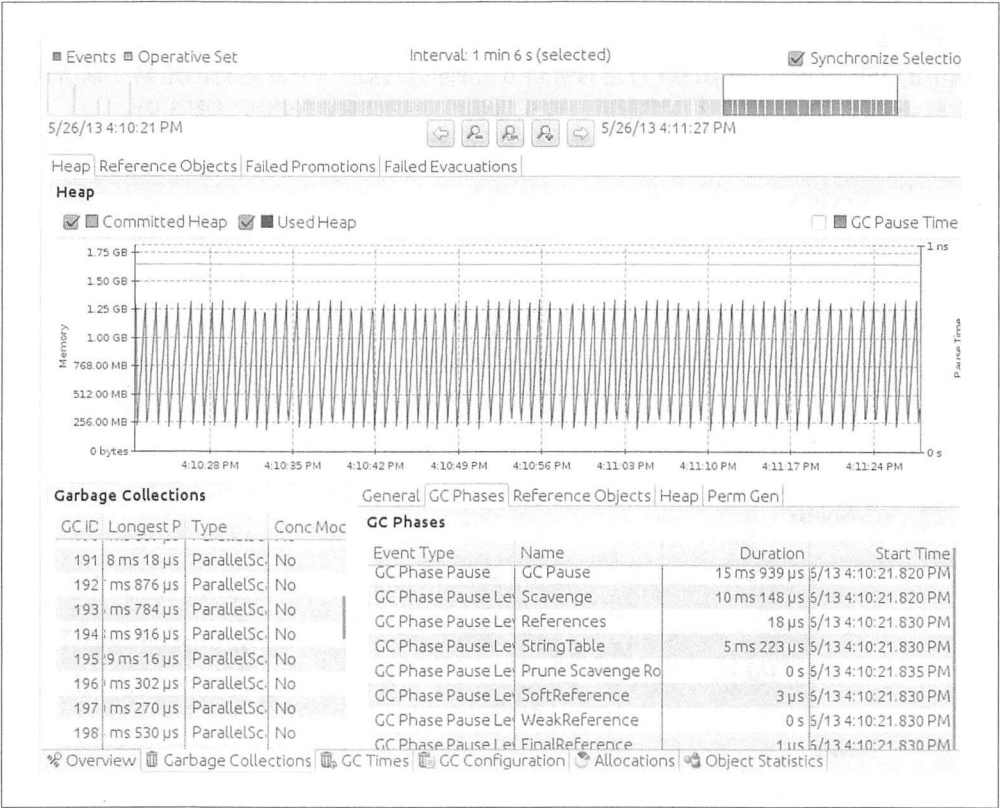 Events Operative Set Interval: 1 min 6 s (selected) Synchronize Selectio
5/26/13 4:10:21 PM 5/26/13 4:11:27 PM
Heap Reference Objects Failed Promotions Failed Evacuations
Heap
Committed Heap Used Heap GC Pause Time
1.75 GB 1 ns
1.50 GB
1.25 GB
1.00 GB
768.00 MB
512.00 MB
256.00 MB
0 bytes 0 s
Memory
Pause Time
4:10:28 PM 4:10:35 PM 4:10:42 PM 4:10:49 PM 4:10:56 PM 4:11:03 PM 4:11:10 PM 4:11:17 PM 4:11:24 PM
Garbage Collections
GC ID Longest P Type Conc Moc
191 8 ms 18 µs ParallelSc No
192 ms 876 µs ParallelSc No
193 ms 784 µs ParallelSc No
194 ms 916 µs ParallelSc No
195 9 ms 16 µs ParallelSc No
196 ms 302 µs ParallelSc No
197 ms 270 µs ParallelSc No
198 ms 530 µs ParallelSc No
General GC Phases Reference Objects Heap Perm Gen
GC Phases
Event Type Name Duration Start Time
GC Phase Pause GC Pause 15 ms 939 µs 5/13 4:10:21.820 PM
GC Phase Pause Le Scavenge 10 ms 148 µs 5/13 4:10:21.820 PM
GC Phase Pause Le References 18 µs 5/13 4:10:21.830 PM
GC Phase Pause Le StringTable 5 ms 223 µs 5/13 4:10:21.830 PM
GC Phase Pause Le Prune Scavenge Ro 0 s 5/13 4:10:21.835 PM
GC Phase Pause Le SoftReference 3 µs 5/13 4:10:21.830 PM
GC Phase Pause Le WeakReference 0 s 5/13 4:10:21.830 PM
GC Phase Pause Le FinalReference 1 µs 5/13 4:10:21.830 PM
Overview Garbage Collections GC Times GC Configuration Allocations Object Statistics